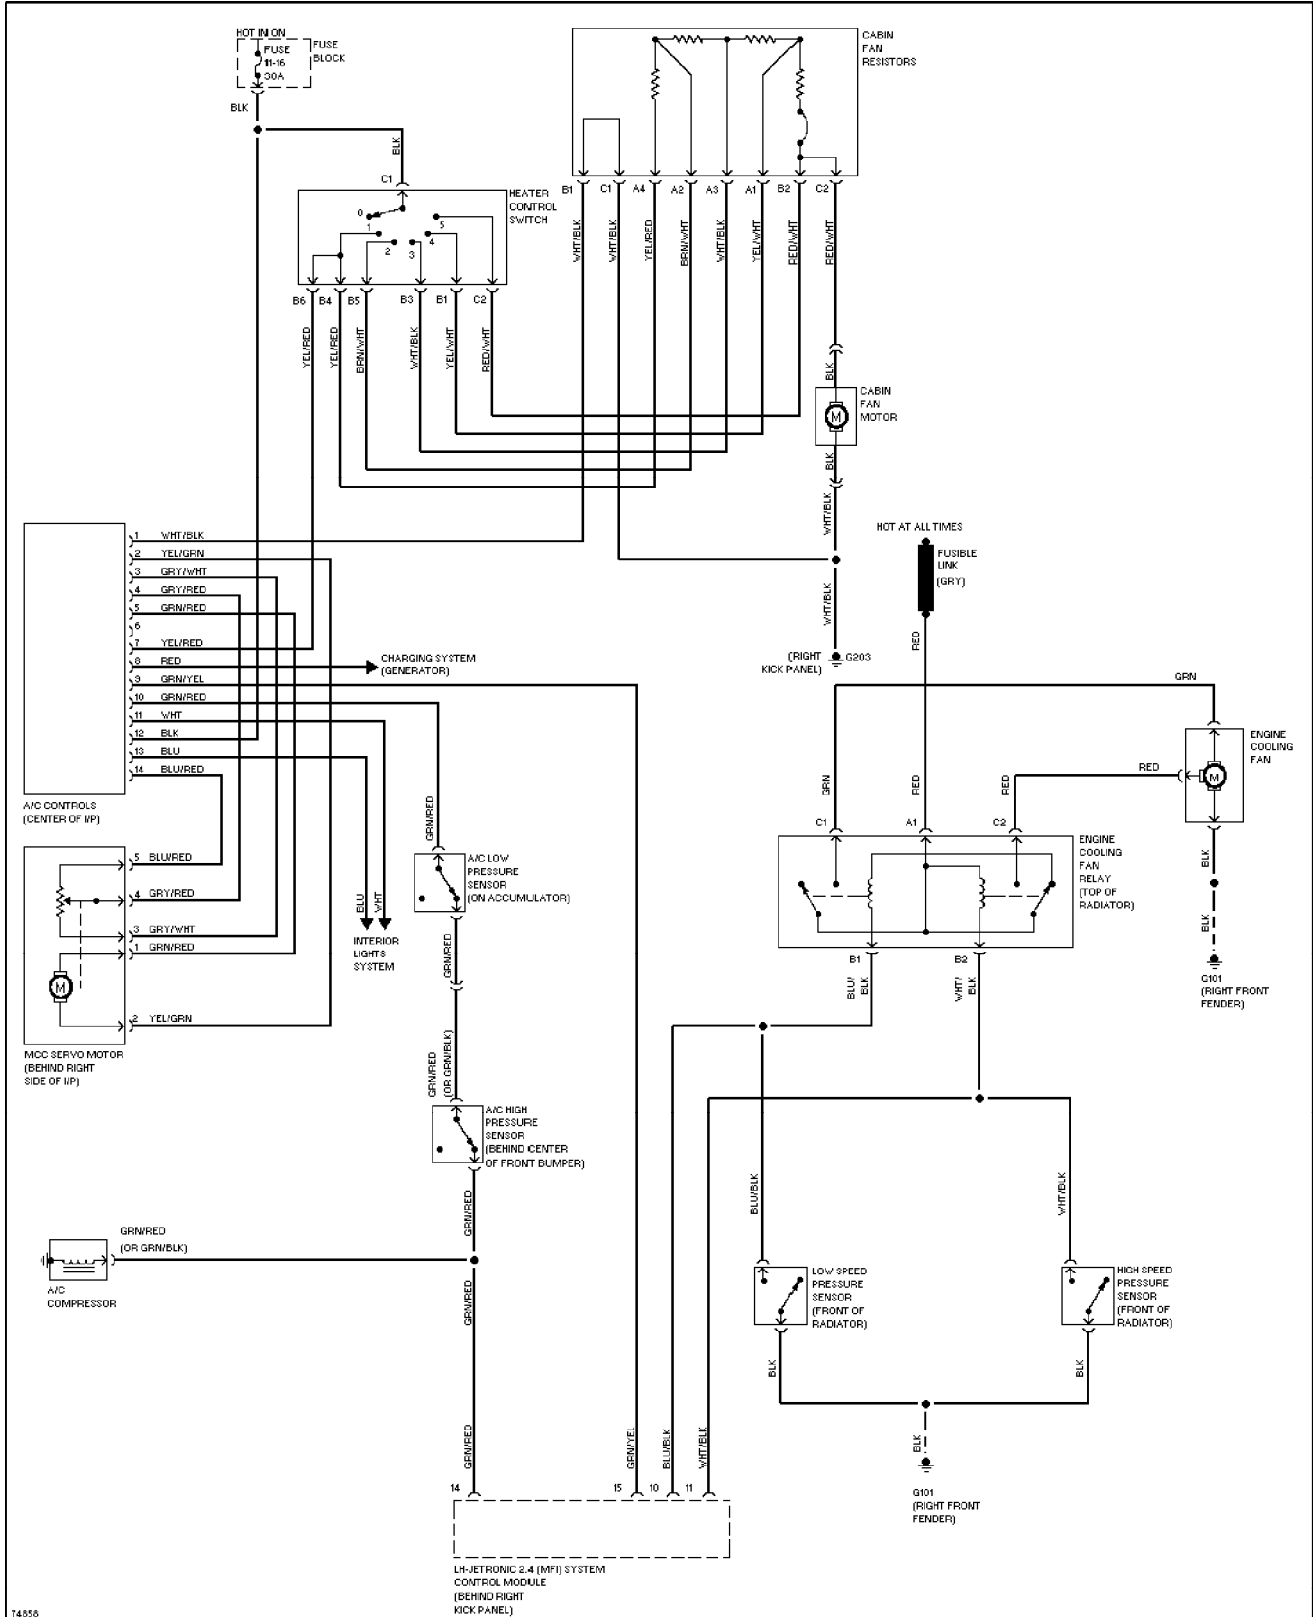 HOT IN ON
FUSE
11-16
30A
FUSE
BLOCK
BLK
BLK
C1
HEATER
CONTROL
SWITCH
0
1
2
3
4
5
B6
B4
B5
B3
B1
C2
YEL/RED
YEL/RED
BRN/WHT
WHT/BLK
YEL/WHT
RED/WHT
CABIN
FAN
RESISTORS
B1
C1
A4
A2
A3
A1
B2
C2
WHT/BLK
WHT/BLK
YEL/RED
BRN/WHT
WHT/BLK
YEL/WHT
RED/WHT
RED/WHT
BLK
CABIN
FAN
MOTOR
M
BLK
WHT/BLK
WHT/BLK
(RIGHT
KICK PANEL)
G203
HOT AT ALL TIMES
FUSIBLE
LINK
(GRY)
RED
1 WHT/BLK
2 YEL/GRN
3 GRY/WHT
4 GRY/RED
5 GRN/RED
6
7 YEL/RED
8 RED
9 GRN/YEL
10 GRN/RED
11 WHT
12 BLK
13 BLU
14 BLU/RED
A/C CONTROLS
(CENTER OF I/P)
CHARGING SYSTEM
(GENERATOR)
5 BLU/RED
4 GRY/RED
3 GRY/WHT
1 GRN/RED
M
2 YEL/GRN
MCC SERVO MOTOR
(BEHIND RIGHT
SIDE OF I/P)
BLU
WHT
INTERIOR
LIGHTS
SYSTEM
GRN/RED
A/C LOW
PRESSURE
SENSOR
(ON ACCUMULATOR)
GRN/RED
GRN/RED
(OR GRN/BLK)
A/C HIGH
PRESSURE
SENSOR
(BEHIND CENTER
OF FRONT BUMPER)
GRN/RED
GRN/RED
(OR GRN/BLK)
A/C
COMPRESSOR
GRN/RED
GRN/RED
GRN
GRN
RED
RED
RED
C1
A1
C2
ENGINE
COOLING
FAN
M
BLK
BLK
G101
(RIGHT FRONT
FENDER)
ENGINE
COOLING
FAN
RELAY
(TOP OF
RADIATOR)
B1
B2
BLU/
BLK
WHT/
BLK
BLU/BLK
WHT/BLK
LOW SPEED
PRESSURE
SENSOR
(FRONT OF
RADIATOR)
HIGH SPEED
PRESSURE
SENSOR
(FRONT OF
RADIATOR)
BLK
BLK
BLK
G101
(RIGHT FRONT
FENDER)
GRN/YEL
BLU/BLK
WHT/BLK
14
15
10
11
LH-JETRONIC 2.4 (MFI) SYSTEM
CONTROL MODULE
(BEHIND RIGHT
KICK PANEL)
74858